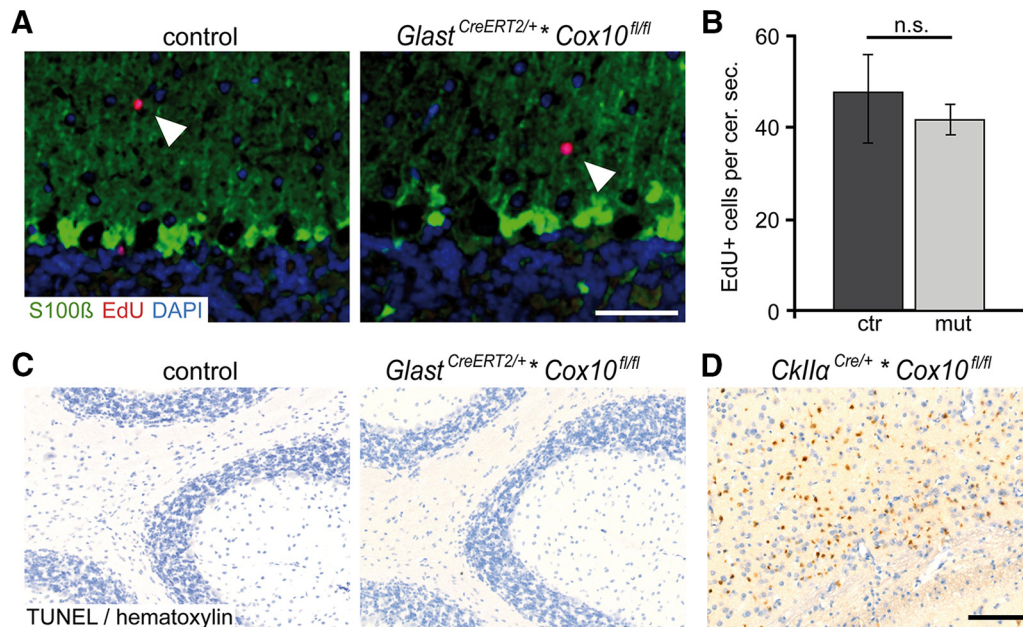 A
control
Glast CreERT2/+ * Cox10 fl/fl
S100ß EdU DAPI
B
n.s.
EdU+ cells per cer. sec.
60
40
20
0
ctr
mut
C
control
Glast CreERT2/+ * Cox10 fl/fl
TUNEL / hematoxylin
D
CkIIα Cre/+ * Cox10 fl/fl